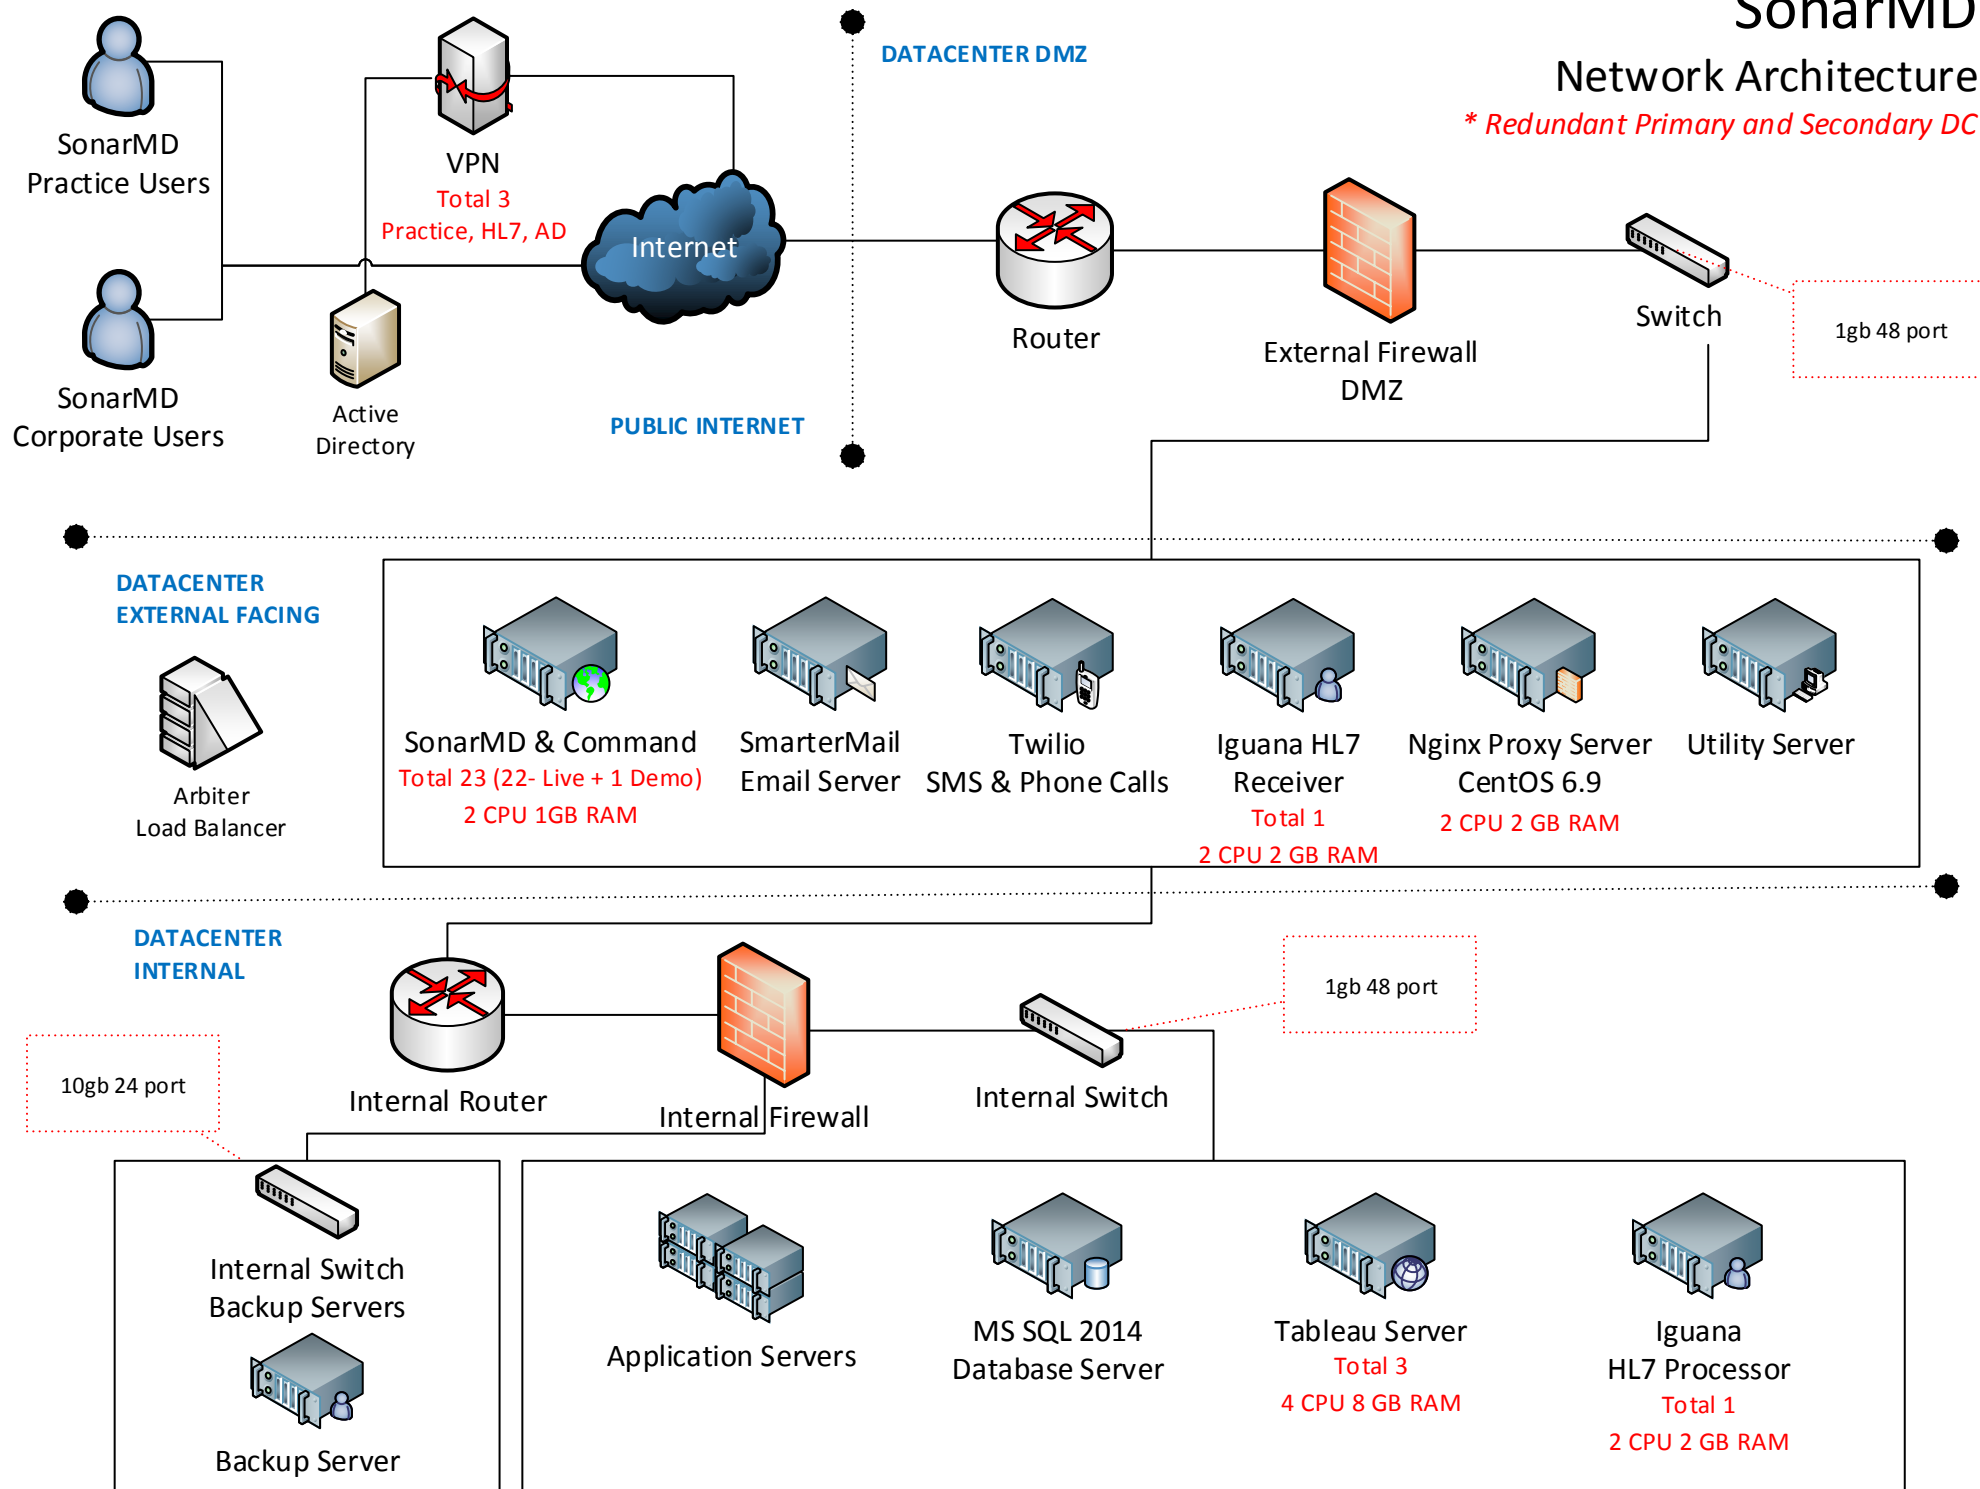 SonarMD
Network Architecture
* Redundant Primary and Secondary DC
DATACENTER DMZ
SonarMD
Practice Users
VPN
Total 3
Practice, HL7, AD
Internet
SonarMD
Corporate Users
Active
Directory
PUBLIC INTERNET
Router
External Firewall
DMZ
Switch
1gb 48 port
DATACENTER
EXTERNAL FACING
Arbiter
Load Balancer
SonarMD & Command
Total 23 (22- Live + 1 Demo)
2 CPU 1GB RAM
SmarterMail
Email Server
Twilio
SMS & Phone Calls
Iguana HL7
Receiver
Total 1
2 CPU 2 GB RAM
Nginx Proxy Server
CentOS 6.9
2 CPU 2 GB RAM
Utility Server
DATACENTER
INTERNAL
1gb 48 port
10gb 24 port
Internal Router
Internal Firewall
Internal Switch
Internal Switch
Backup Servers
Backup Server
Application Servers
MS SQL 2014
Database Server
Tableau Server
Total 3
4 CPU 8 GB RAM
Iguana
HL7 Processor
Total 1
2 CPU 2 GB RAM